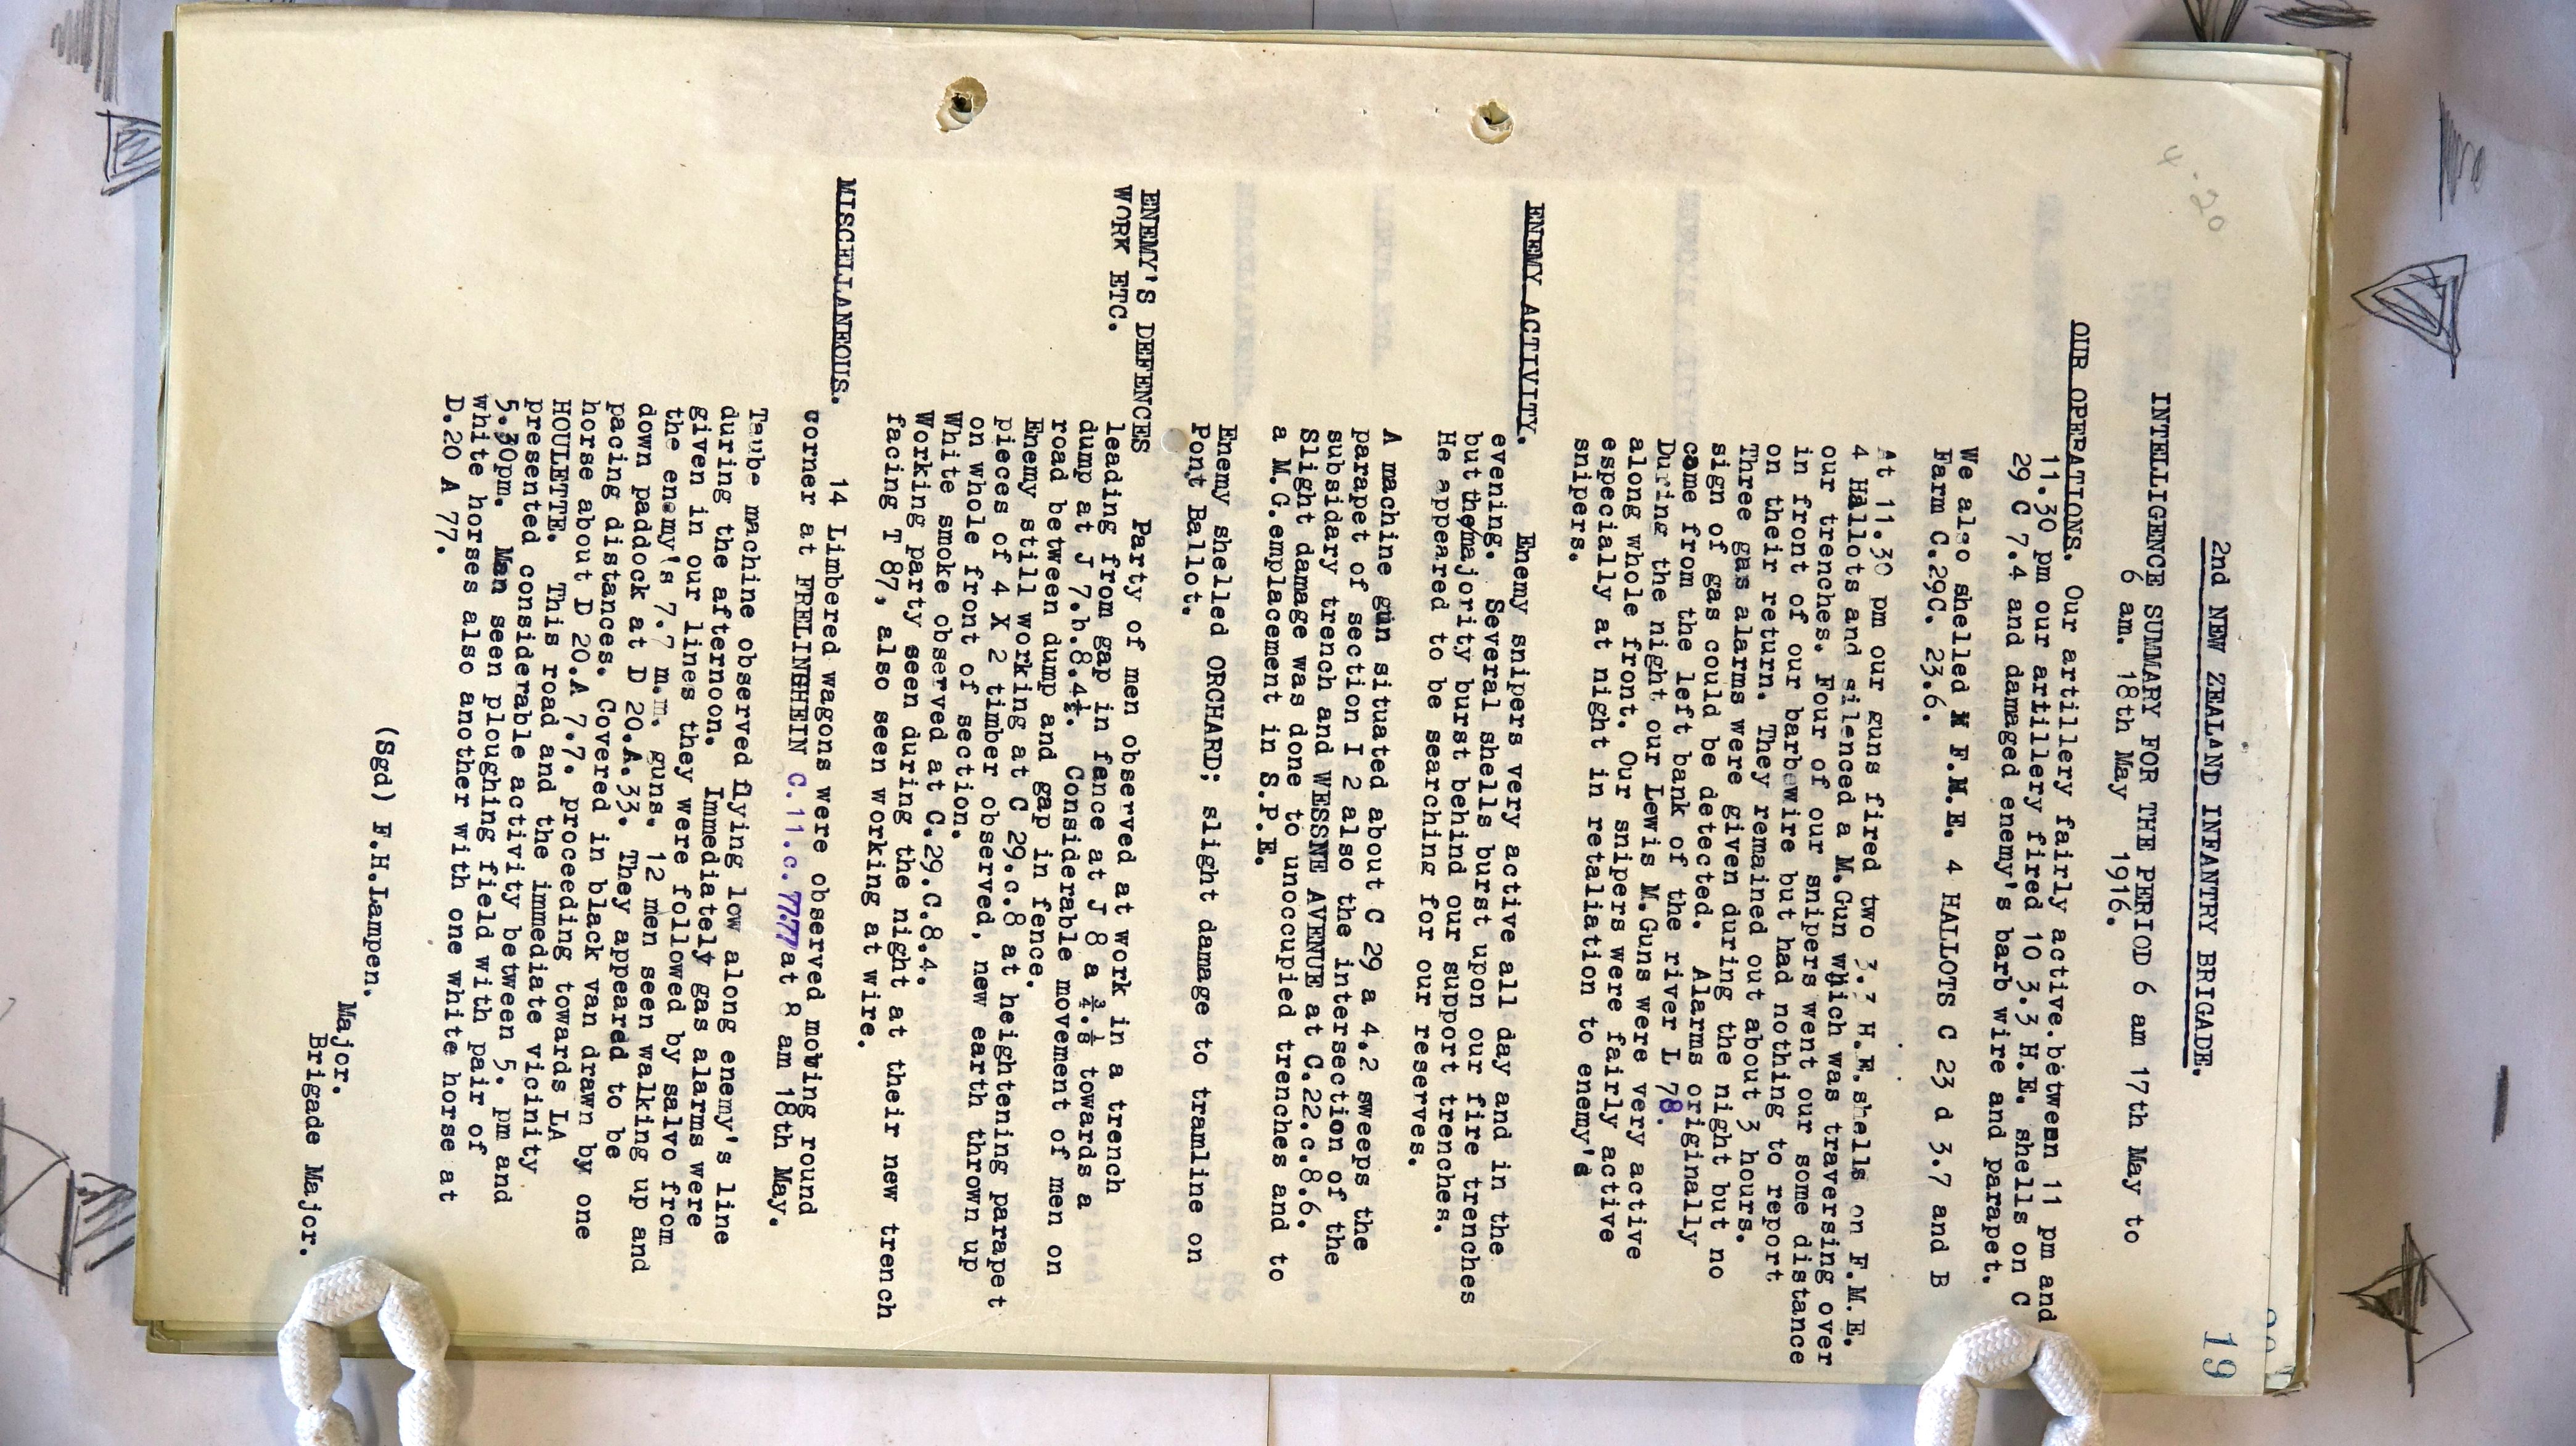 19
4.20
2nd NEW ZEALAND INFANTRY BRIGADE.
INTELLIGENCE SUMMARY FOR THE PERIOD 6 am 17th May to
6 am. 18th May 1916.
OUR OPERATIONS. Our artillery fairly active.between 11 pm and
11.30 pm our artillery fired 10 3.3 H.E. shells on C
29 C 7.4 and damaged enemy's barb wire and parapet.
We also shelled F.M.E. 4 HALLOTS C 23 d 3.7 and B
Farm C.29C. 23.6.
At 11.30 pm our guns fired two 3.3 H.E.shells on F.M.E.
4 Hallots and silenced a M.Gun which was traversing over
our trenches. Four of our snipers went our some distance
in front of our barbewire but had nothing to report
on their return. They remained out about 3 hours.
Three gas alarms were given during the night but no
sign of gas could be detected. Alarms originally
came from the left bank of the river L 78.
During the night our Lewis M.Guns were very active
along whole front. Our snipers were fairly active
especially at night in retaliation to enemy's
snipers.
ENEMY ACTIVITY. Enemy snipers very active all day and in the
evening. Several shells burst upon our fire trenches
but the/majority burst behind our support trenches.
He appeared to be searching for our reserves.
A machine gun situated about C 29 a 4.2 sweeps the
parapet of section I 2 also the intersection of the
subsidary trench and WESSNE AVENUE at C.22.c.8.6.
Slight damage was done to unoccupied trenches and to
a M.G.emplacement in S.P.E.
Enemy shelled ORCHARD; slight damage to tramline on
Pont Ballot.
ENEMY'S DEFENCES Party of men observed at work in a trench
WORK ETC. leading from gap in fence at J 8 a ¾.⅛ towards a
dump at J 7.b.8.4½. Considerable movement of men on
road between dump and gap in fence.
Enemy still working at C 29.c.8 at heightening parapet
pieces of 4 X 2 timber observed, new earth thrown up
on whole front of section.
White smoke observed at C.29.C.8.4.
Working party seen during the night at their new trench
facing T 87, also seen working at wire.
MISCELLANEOUS. 14 Limbered wagons were observed moving round
corner at FRELINEHEIN C.11.c.77.77 at 8 am 18th May.
Taube machine observed flying low along enemy's line
during the afternoon. Immediately gas alarms were
given in our lines they were followed by salvo from
the enemy's 7.7 m.m. guns. 12 men seen walking up and
down paddock at D 20.A.33. They appeared to be
pacing distances. Covered in black van drawn by one
horse about D 20.A 7.7. proceeding towards LA
HOULETTE. This road and the immediate vicinity
presented considerable activity between 5. pm and
5.30pm. Man seen ploughing field with pair of
white horses also another with one white horse at
D.20 A 77.
(Sgd) F.H.Lampen.
Major.
Brigade Major.